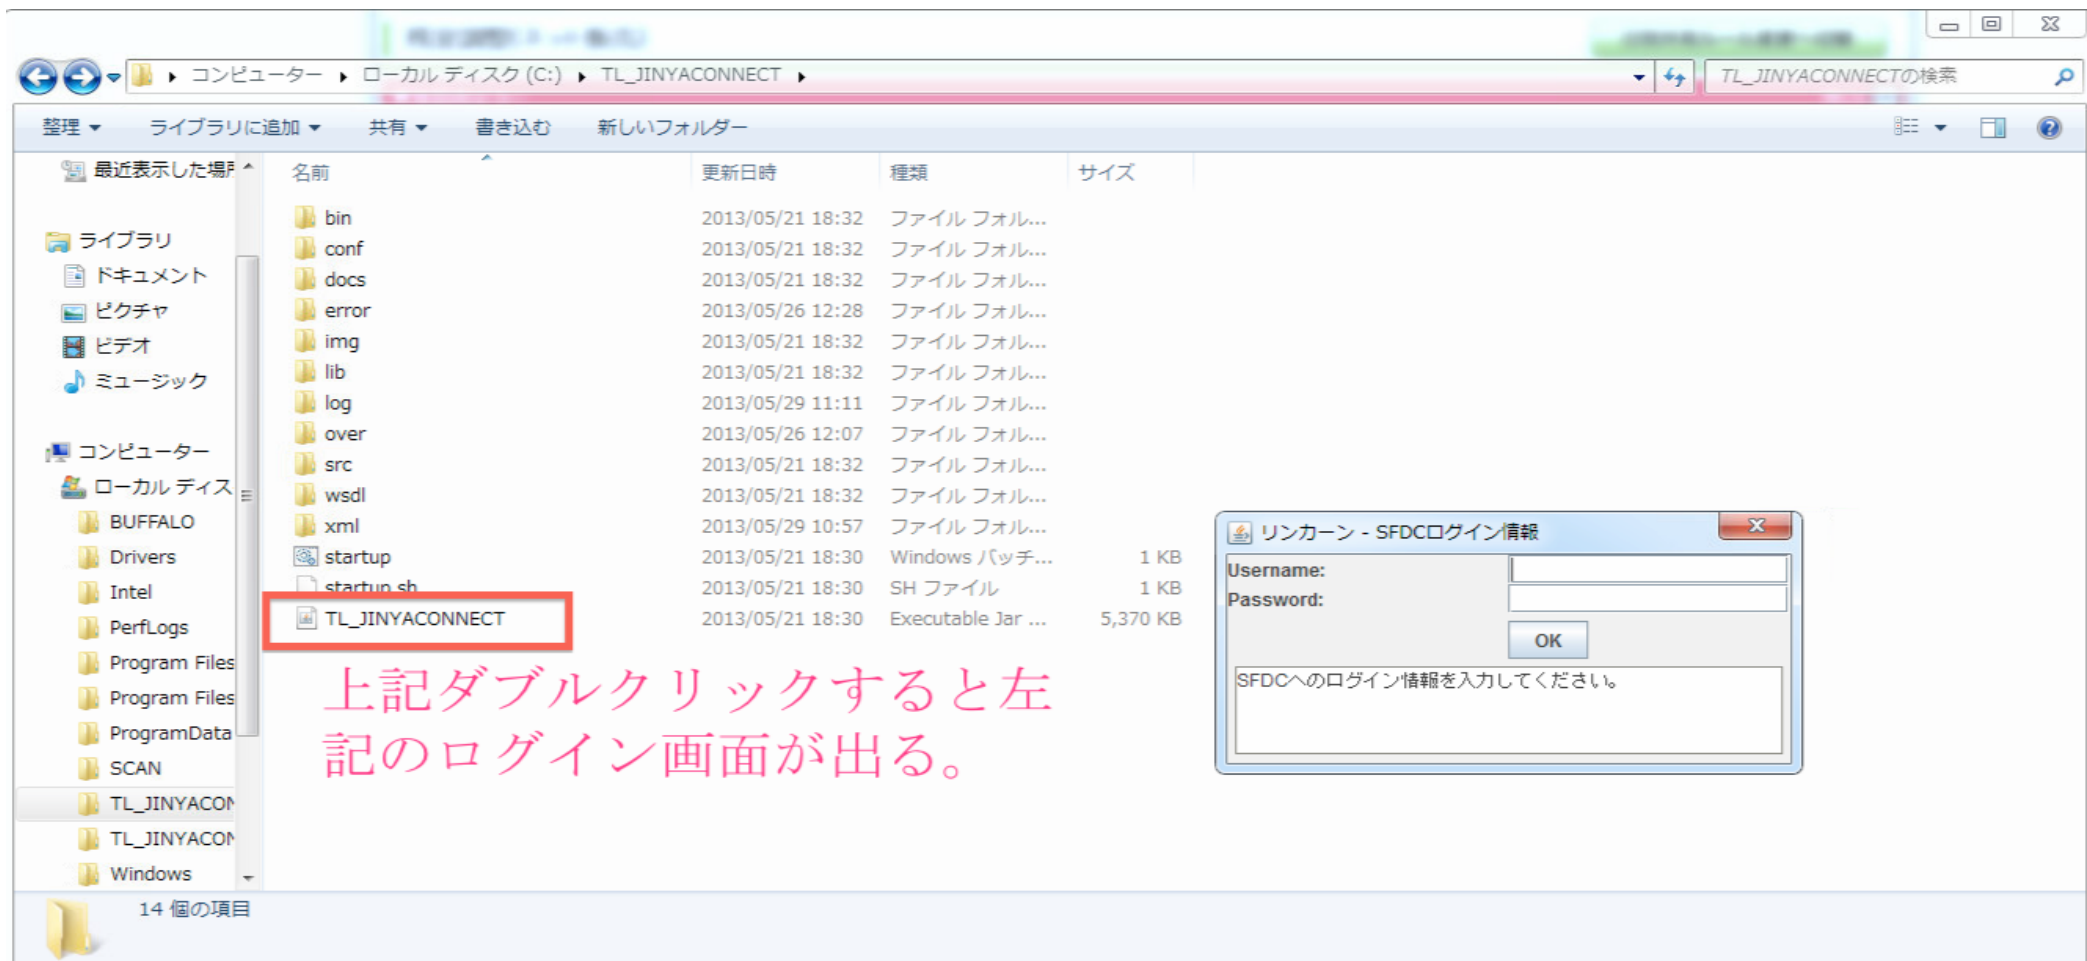 コンピューター ▸ ローカル ディスク (C:) ▸ TL_JINYACONNECT ▸
TL_JINYACONNECTの検索
整理 ライブラリに追加 共有 書き込む 新しいフォルダー
最近表示した場所
ライブラリ
ドキュメント
ピクチャ
ビデオ
ミュージック
コンピューター
ローカル ディス
BUFFALO
Drivers
Intel
PerfLogs
Program Files
Program Files
ProgramData
SCAN
TL_JINYACON
TL_JINYACON
Windows
名前 更新日時 種類 サイズ
bin 2013/05/21 18:32 ファイル フォル...
conf 2013/05/21 18:32 ファイル フォル...
docs 2013/05/21 18:32 ファイル フォル...
error 2013/05/26 12:28 ファイル フォル...
img 2013/05/21 18:32 ファイル フォル...
lib 2013/05/21 18:32 ファイル フォル...
log 2013/05/29 11:11 ファイル フォル...
over 2013/05/26 12:07 ファイル フォル...
src 2013/05/21 18:32 ファイル フォル...
wsdl 2013/05/21 18:32 ファイル フォル...
xml 2013/05/29 10:57 ファイル フォル...
startup 2013/05/21 18:30 Windows バッチ... 1 KB
startup.sh 2013/05/21 18:30 SH ファイル 1 KB
TL_JINYACONNECT 2013/05/21 18:30 Executable Jar ... 5,370 KB
上記ダブルクリックすると左
記のログイン画面が出る。
リンカーン - SFDCログイン情報
Username:
Password:
OK
SFDCへのログイン情報を入力してください。
14 個の項目